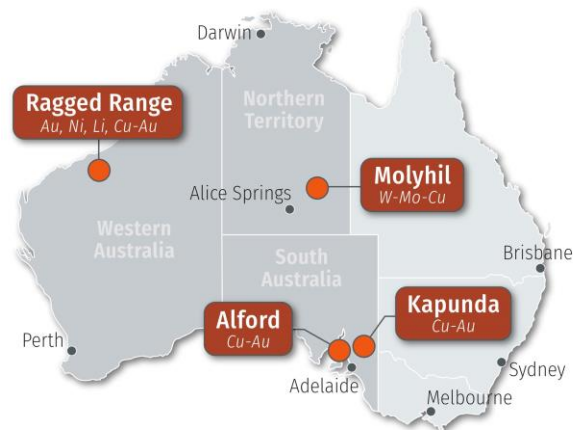 Darwin
Ragged Range
Au, Ni, Li, Cu-Au
Northern
Territory
Molyhil
W-Mo-Cu
Alice Springs
Western
Australia
South
Australia
Brisbane
Alford
Cu-Au
Kapunda
Cu-Au
Perth
Adelaide
Sydney
Melbourne